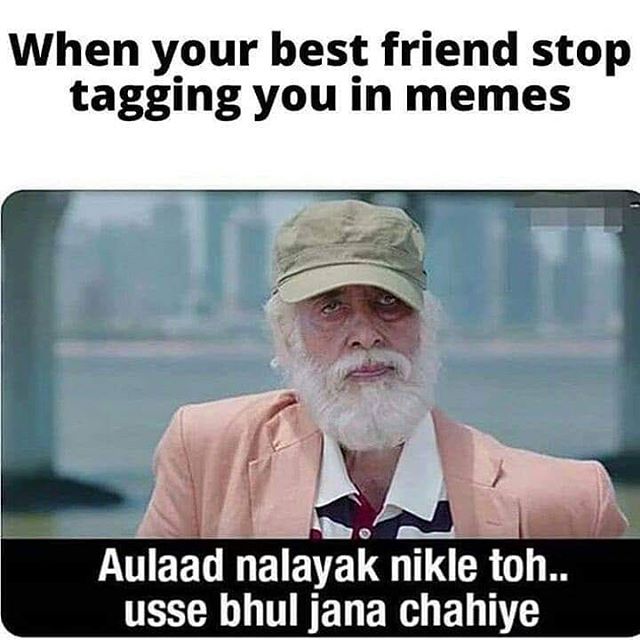 When your best friend stop
tagging you in memes
Aulaad nalayak nikle toh..
usse bhul jana chahiye